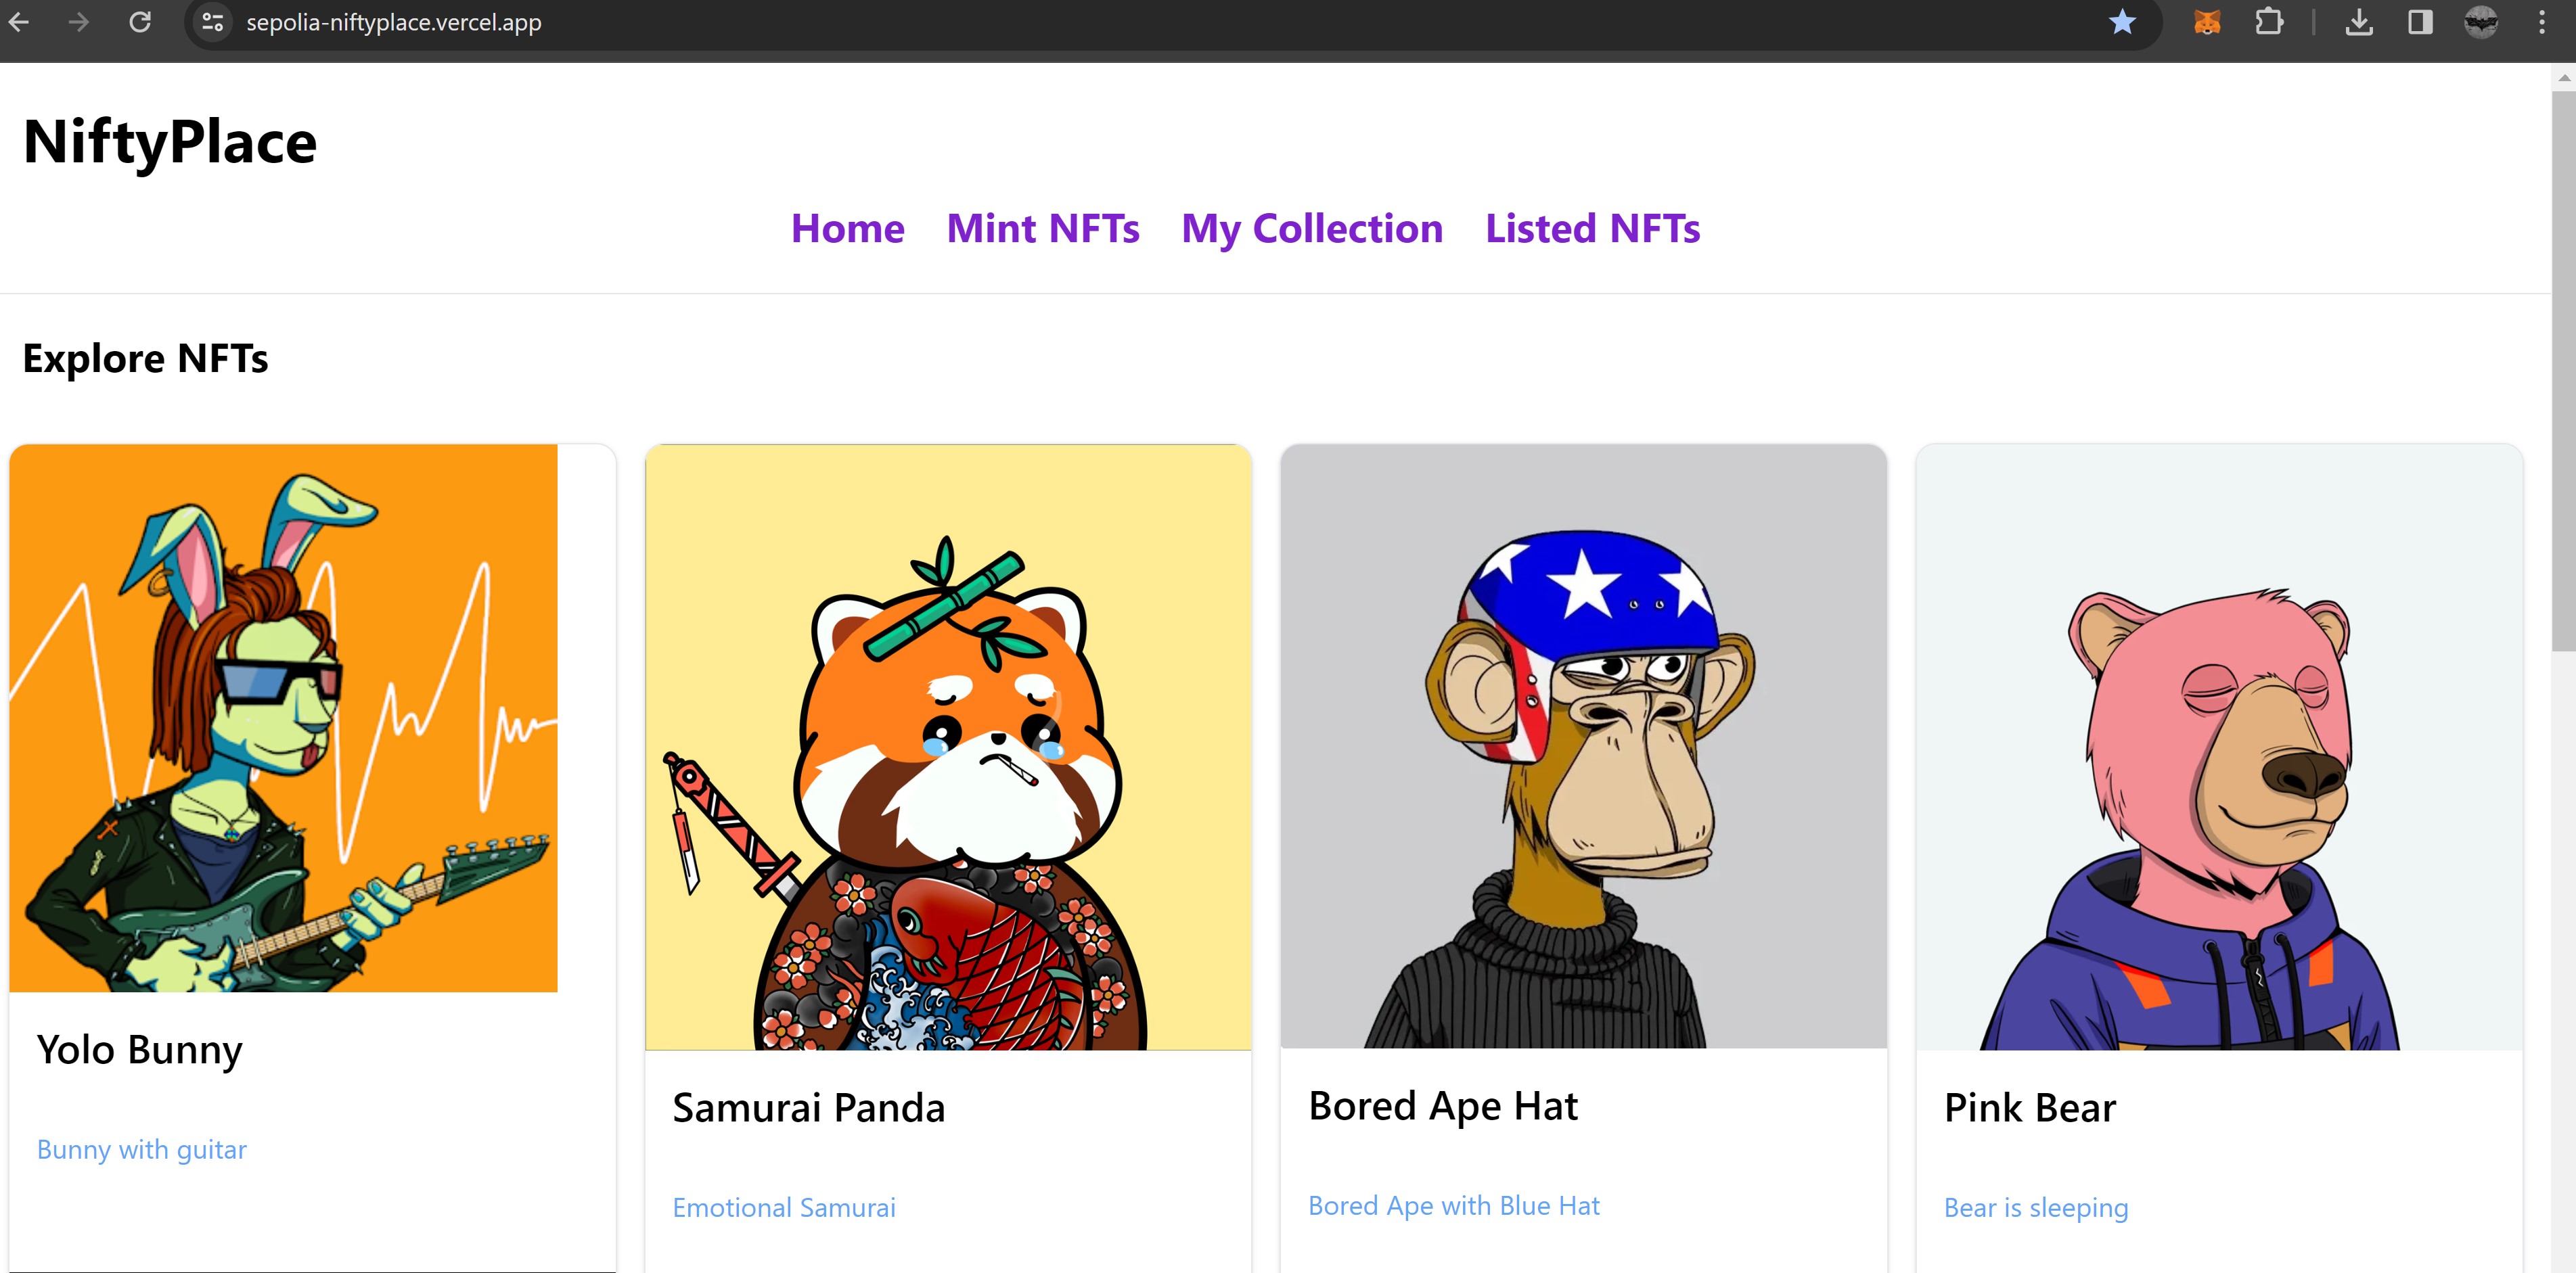 sepolia-niftyplace.vercel.app
NiftyPlace
Home Mint NFTs My Collection Listed NFTs
Explore NFTs
Yolo Bunny
Bunny with guitar
Samurai Panda
Emotional Samurai
Bored Ape Hat
Bored Ape with Blue Hat
Pink Bear
Bear is sleeping